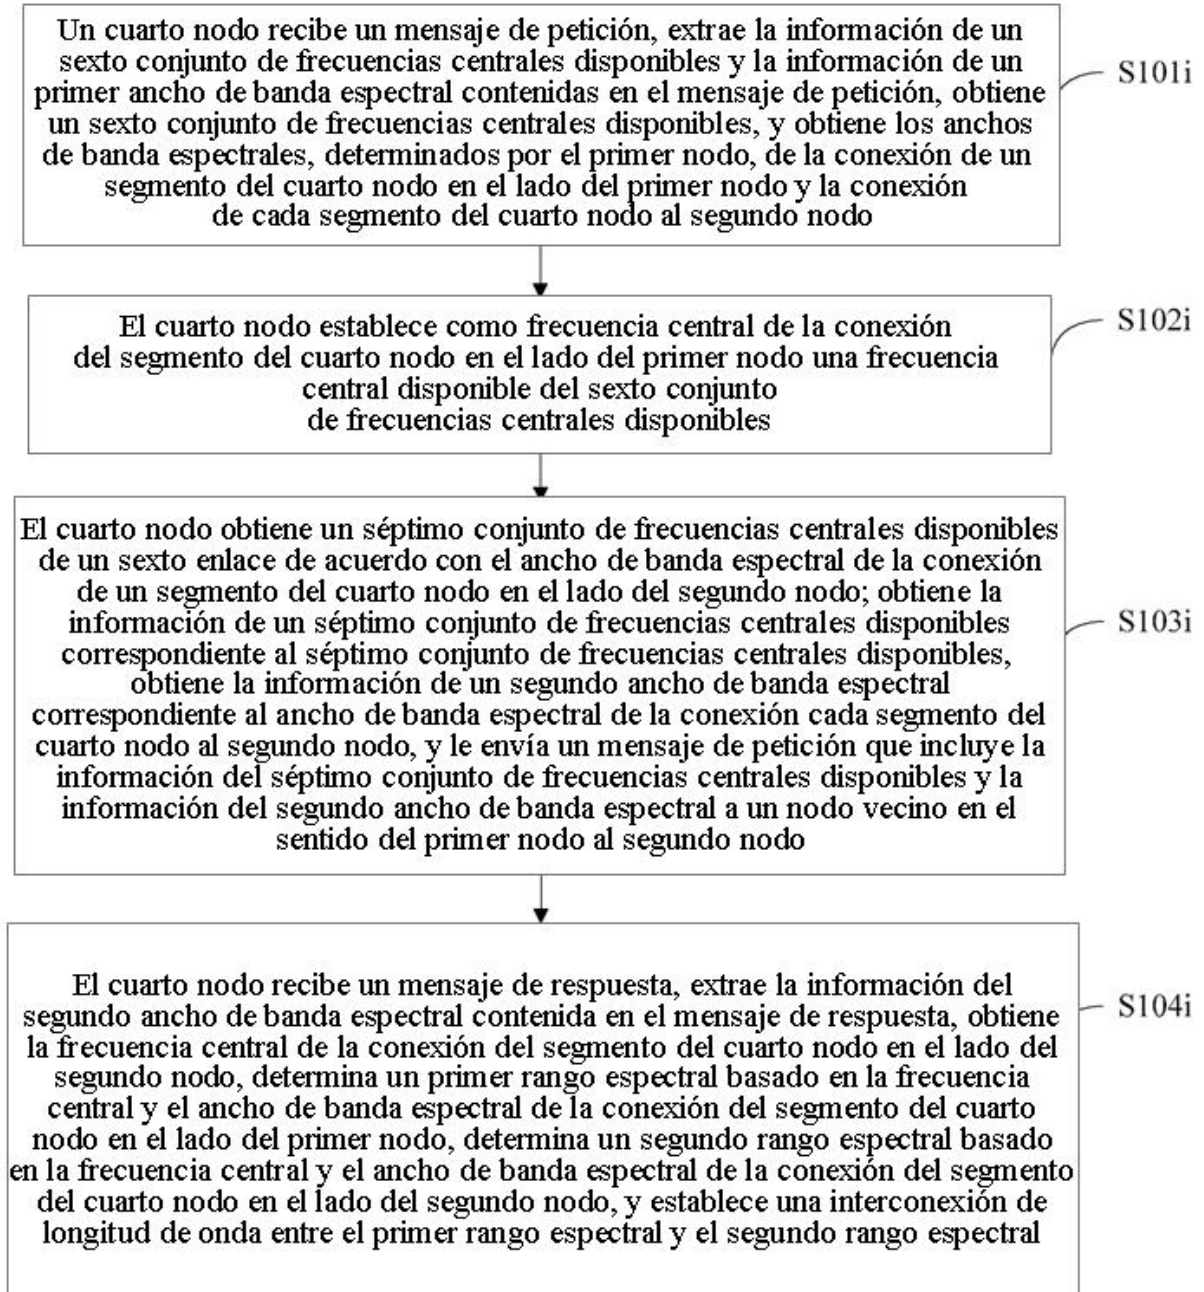 Un cuarto nodo recibe un mensaje de petición, extrae la información de un
sexto conjunto de frecuencias centrales disponibles y la información de un
primer ancho de banda espectral contenidas en el mensaje de petición, obtiene
un sexto conjunto de frecuencias centrales disponibles, y obtiene los anchos
de banda espectrales, determinados por el primer nodo, de la conexión de un
segmento del cuarto nodo en el lado del primer nodo y la conexión
de cada segmento del cuarto nodo al segundo nodo
S101i
El cuarto nodo establece como frecuencia central de la conexión
del segmento del cuarto nodo en el lado del primer nodo una frecuencia
central disponible del sexto conjunto
de frecuencias centrales disponibles
S102i
El cuarto nodo obtiene un séptimo conjunto de frecuencias centrales disponibles
de un sexto enlace de acuerdo con el ancho de banda espectral de la conexión
de un segmento del cuarto nodo en el lado del segundo nodo; obtiene la
información de un séptimo conjunto de frecuencias centrales disponibles
correspondiente al séptimo conjunto de frecuencias centrales disponibles,
obtiene la información de un segundo ancho de banda espectral
correspondiente al ancho de banda espectral de la conexión cada segmento del
cuarto nodo al segundo nodo, y le envía un mensaje de petición que incluye la
información del séptimo conjunto de frecuencias centrales disponibles y la
información del segundo ancho de banda espectral a un nodo vecino en el
sentido del primer nodo al segundo nodo
S103i
El cuarto nodo recibe un mensaje de respuesta, extrae la información del
segundo ancho de banda espectral contenida en el mensaje de respuesta, obtiene
la frecuencia central de la conexión del segmento del cuarto nodo en el lado del
segundo nodo, determina un primer rango espectral basado en la frecuencia
central y el ancho de banda espectral de la conexión del segmento del cuarto
nodo en el lado del primer nodo, determina un segundo rango espectral basado
en la frecuencia central y el ancho de banda espectral de la conexión del segmento
del cuarto nodo en el lado del segundo nodo, y establece una interconexión de
longitud de onda entre el primer rango espectral y el segundo rango espectral
S104i